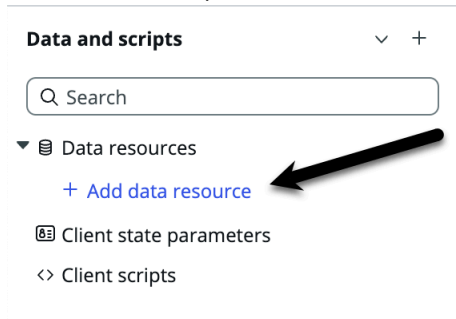 Data and scripts
Search
Data resources
+ Add data resource
Client state parameters
Client scripts